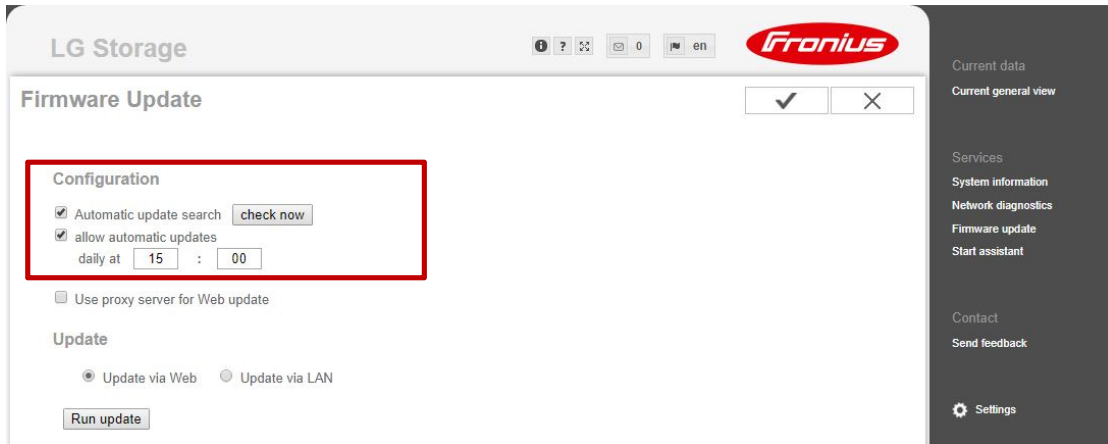 LG Storage
0
en
Fronius
Firmware Update
Configuration
Automatic update search check now
allow automatic updates
daily at 15 : 00
Use proxy server for Web update
Update
Update via Web Update via LAN
Run update
Current data
Current general view
Services
System information
Network diagnostics
Firmware update
Start assistant
Contact
Send feedback
Settings